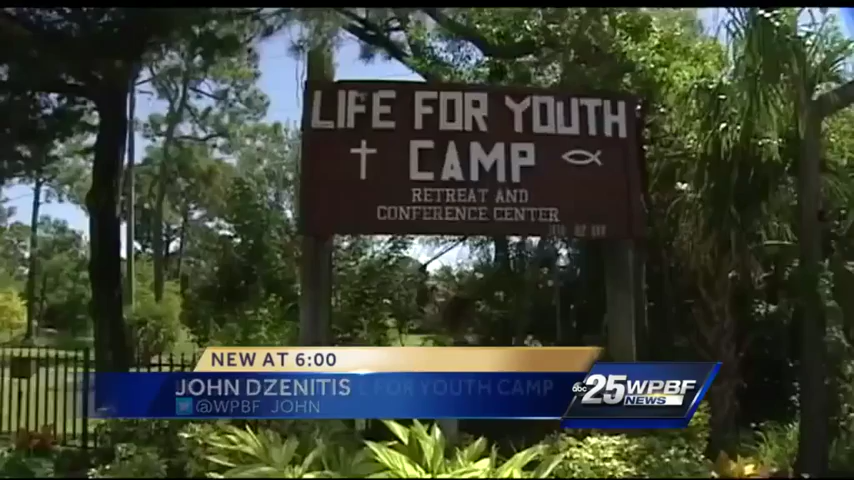 LIFE FOR YOUTH
CAMP
RETREAT AND
CONFERENCE CENTER
NEW AT 6:00
JOHN DZENITIS
FOR YOUTH CAMP
@WPBF_JOHN
abc 25 WPBF
NEWS